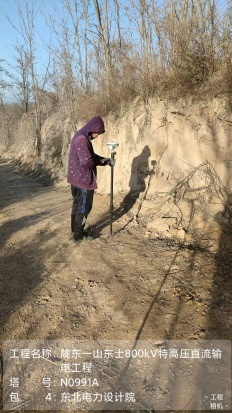 工程名称：陇东一山东士800kV特高压直流输
电工程
塔　号：N0991A
包　4：东北电力设计院
~ 工程
相机 ~